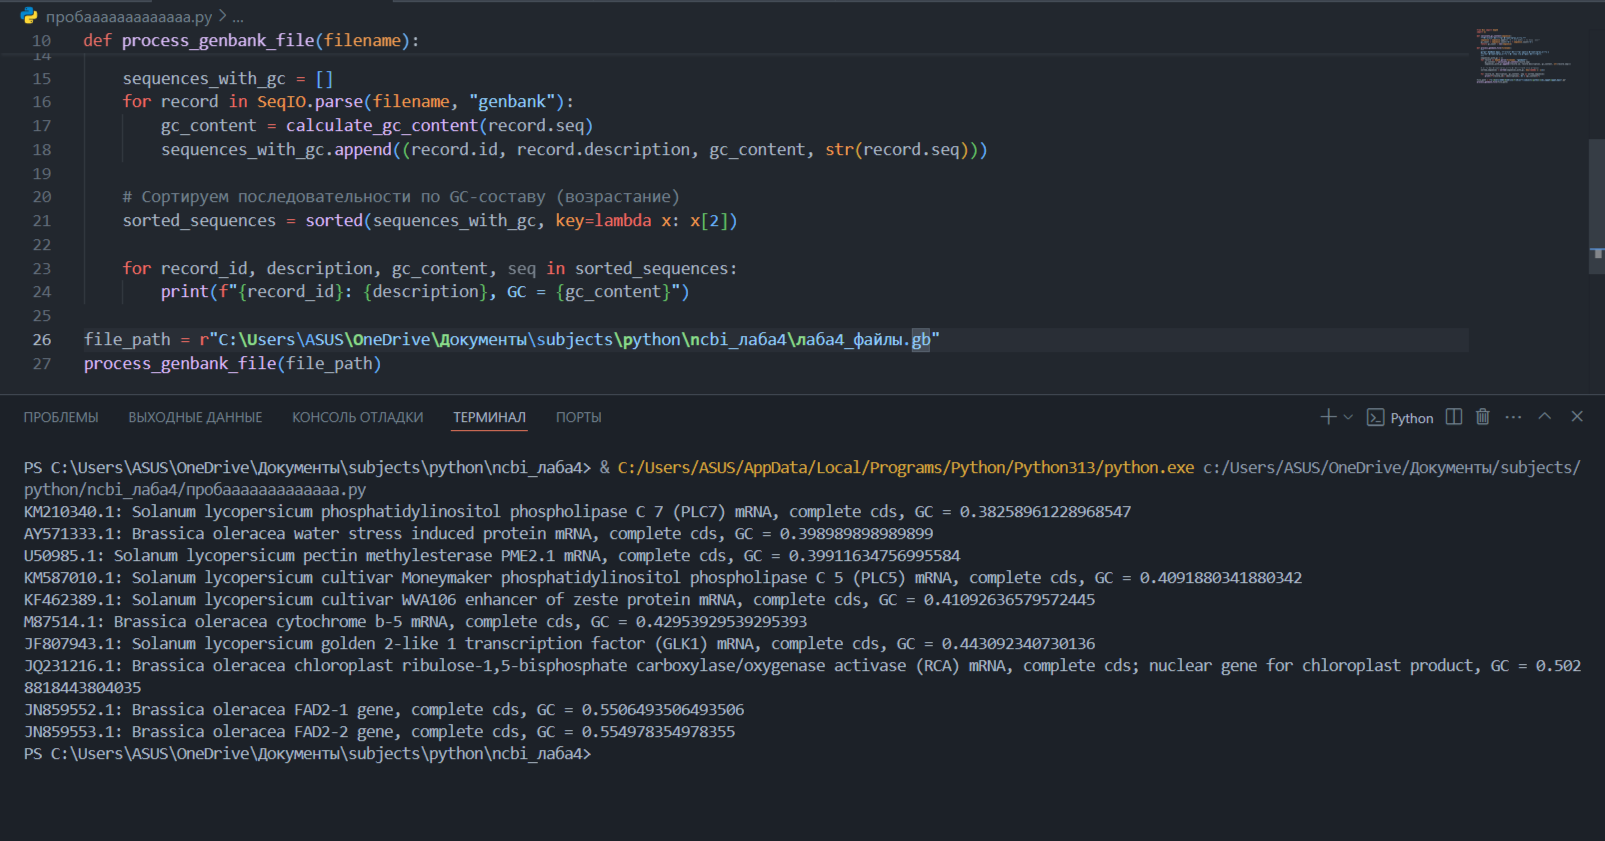 пробааааааааааааа.py > ...
10 def process_genbank_file(filename):
14
15 sequences_with_gc = []
16 for record in SeqIO.parse(filename, "genbank"):
17 gc_content = calculate_gc_content(record.seq)
18 sequences_with_gc.append((record.id, record.description, gc_content, str(record.seq)))
19
20 # Сортируем последовательности по GC-составу (возрастание)
21 sorted_sequences = sorted(sequences_with_gc, key=lambda x: x[2])
22
23 for record_id, description, gc_content, seq in sorted_sequences:
24 print(f"{record_id}: {description}, GC = {gc_content}")
25
26 file_path = r"C:\Users\ASUS\OneDrive\Документы\subjects\python\ncbi_лаба4\лаба4_файлы.gb"
27 process_genbank_file(file_path)
ПРОБЛЕМЫ ВЫХОДНЫЕ ДАННЫЕ КОНСОЛЬ ОТЛАДКИ ТЕРМИНАЛ ПОРТЫ Python
PS C:\Users\ASUS\OneDrive\Документы\subjects\python\ncbi_лаба4> & C:/Users/ASUS/AppData/Local/Programs/Python/Python313/python.exe c:/Users/ASUS/OneDrive/Документы/subjects/
python/ncbi_лаба4/пробааааааааааааа.py
KM210340.1: Solanum lycopersicum phosphatidylinositol phospholipase C 7 (PLC7) mRNA, complete cds, GC = 0.38258961228968547
AY571333.1: Brassica oleracea water stress induced protein mRNA, complete cds, GC = 0.398989898989899
U50985.1: Solanum lycopersicum pectin methylesterase PME2.1 mRNA, complete cds, GC = 0.39911634756995584
KM587010.1: Solanum lycopersicum cultivar Moneymaker phosphatidylinositol phospholipase C 5 (PLC5) mRNA, complete cds, GC = 0.4091880341880342
KF462389.1: Solanum lycopersicum cultivar WVA106 enhancer of zeste protein mRNA, complete cds, GC = 0.41092636579572445
M87514.1: Brassica oleracea cytochrome b-5 mRNA, complete cds, GC = 0.42953929539295393
JF807943.1: Solanum lycopersicum golden 2-like 1 transcription factor (GLK1) mRNA, complete cds, GC = 0.443092340730136
JQ231216.1: Brassica oleracea chloroplast ribulose-1,5-bisphosphate carboxylase/oxygenase activase (RCA) mRNA, complete cds; nuclear gene for chloroplast product, GC = 0.502
8818443804035
JN859552.1: Brassica oleracea FAD2-1 gene, complete cds, GC = 0.5506493506493506
JN859553.1: Brassica oleracea FAD2-2 gene, complete cds, GC = 0.554978354978355
PS C:\Users\ASUS\OneDrive\Документы\subjects\python\ncbi_лаба4>